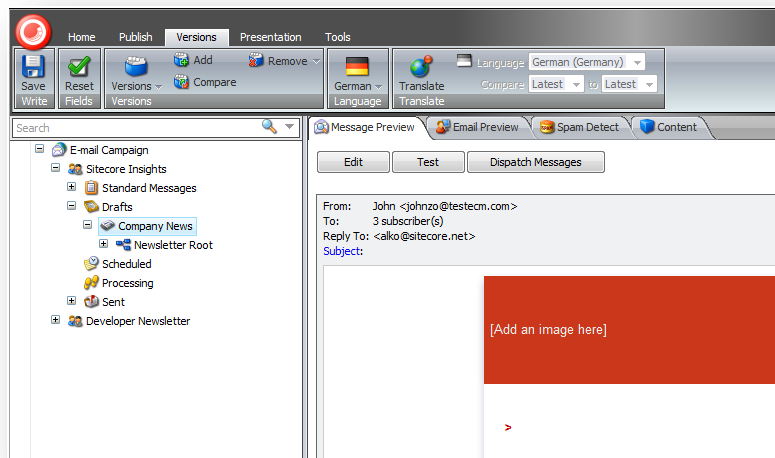 Home Publish Versions Presentation Tools
Save Reset Versions Add Compare Remove German Translate Language German (Germany)
Compare Latest to Latest
Write Fields Versions Language Translate
Search
Message Preview Email Preview Spam Detect Content
E-mail Campaign
Sitecore Insights
Standard Messages
Drafts
Company News
Newsletter Root
Scheduled
Processing
Sent
Developer Newsletter
Edit Test Dispatch Messages
From: John <johnzo@testecm.com>
To: 3 subscriber(s)
Reply To: <alko@sitecore.net>
Subject:
[Add an image here]
>